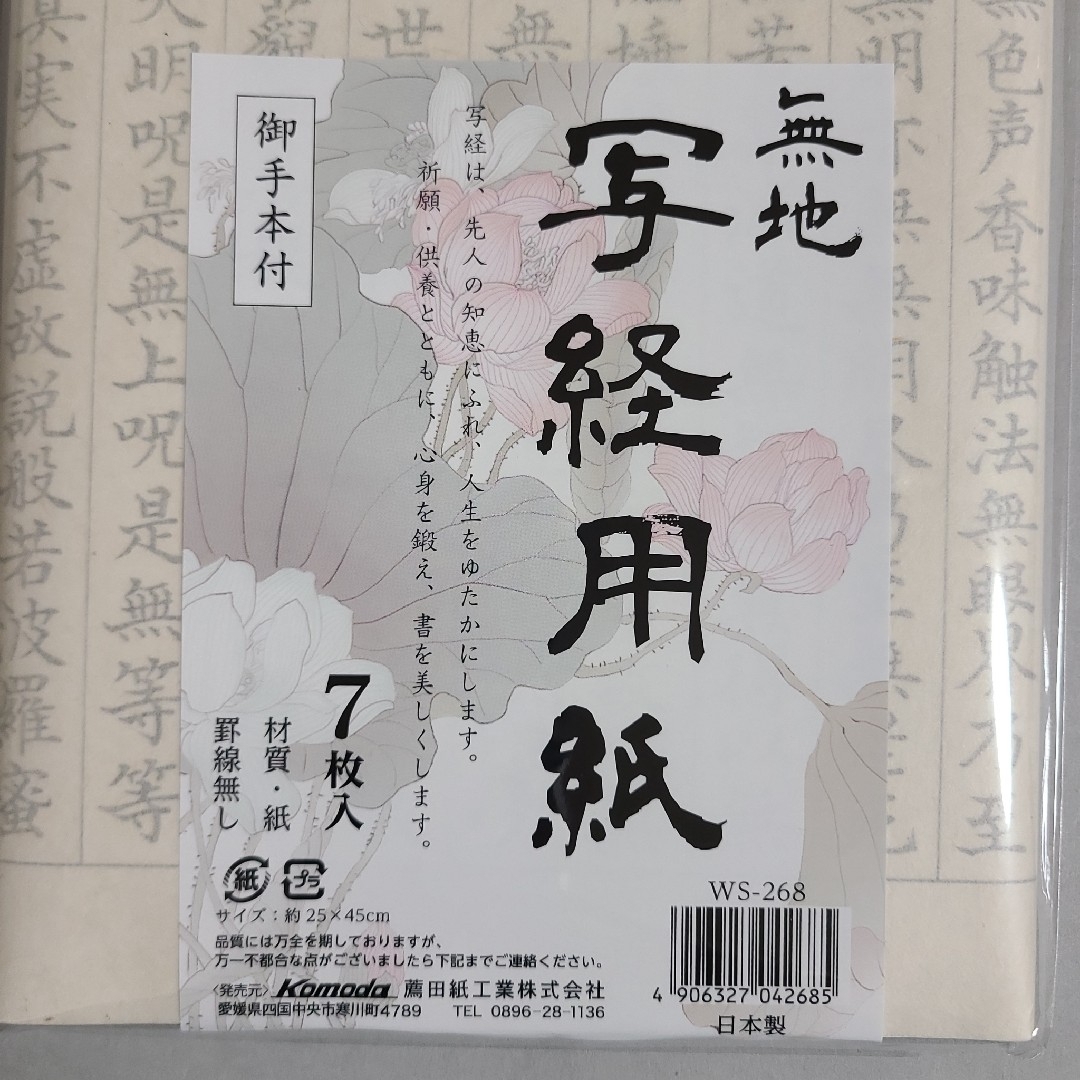 無地
写経用紙
御手本付
写経は、先人の知恵にふれ、人生をゆたかにします。
祈願・供養とともに、心身を鍛え、書を美しくします。
7枚入
材質・紙
罫線無し
紙
プラ
サイズ：約25×45cm
品質には万全を期しておりますが、
万一不都合な点がございましたら下記までご連絡ください。
〈発売元〉Komoda 薦田紙工業株式会社
愛媛県四国中央市寒川町4789 TEL 0896-28-1136
WS-268
4 906327 042685
日本製
色声香味触法無眼界乃至
明呪是無上呪是無等等
真実不虚故説般若波羅蜜